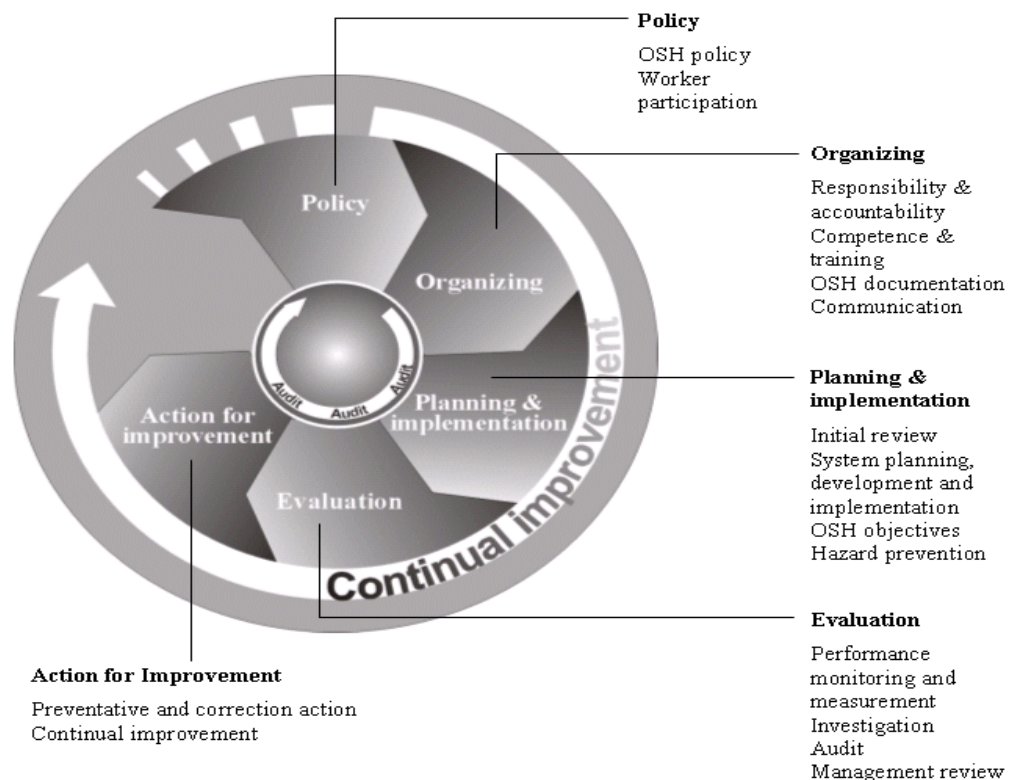 Policy
OSH policy
Worker
participation
Organizing
Responsibility &
accountability
Competence &
training
OSH documentation
Communication
Planning &
implementation
Initial review
System planning,
development and
implementation
OSH objectives
Hazard prevention
Evaluation
Performance
monitoring and
measurement
Investigation
Audit
Management review
Action for Improvement
Preventative and correction action
Continual improvement
Policy
Organizing
Planning &
implementation
Evaluation
Action for
improvement
Audit
Audit
Audit
Continual improvement